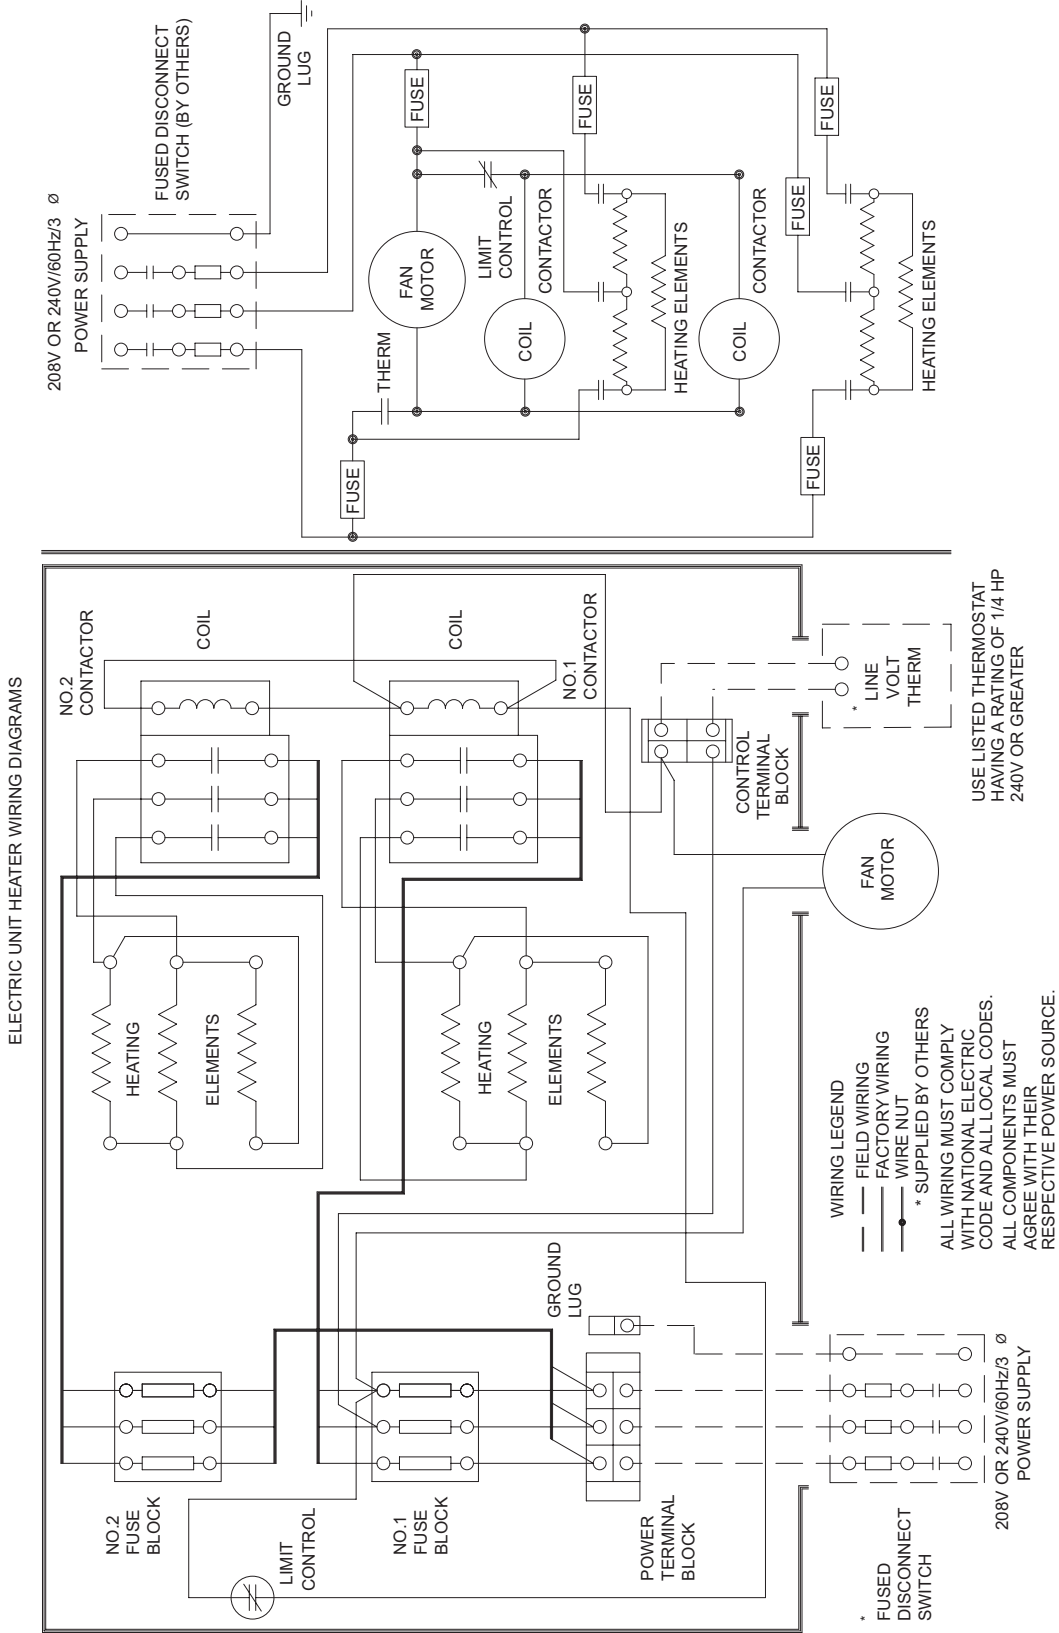 ELECTRIC UNIT HEATER WIRING DIAGRAMS
NO.2
FUSE
BLOCK
LIMIT
CONTROL
NO.1
FUSE
BLOCK
POWER
TERMINAL
BLOCK
GROUND
LUG
HEATING
ELEMENTS
HEATING
ELEMENTS
NO.2
CONTACTOR
COIL
COIL
NO.1
CONTACTOR
CONTROL
TERMINAL
BLOCK
* LINE
VOLT
THERM
USE LISTED THERMOSTAT
HAVING A RATING OF 1/4 HP
240V OR GREATER
FAN
MOTOR
WIRING LEGEND
FIELD WIRING
FACTORY WIRING
WIRE NUT
* SUPPLIED BY OTHERS
ALL WIRING MUST COMPLY
WITH NATIONAL ELECTRIC
CODE AND ALL LOCAL CODES.
ALL COMPONENTS MUST
AGREE WITH THEIR
RESPECTIVE POWER SOURCE.
*
FUSED
DISCONNECT
SWITCH
208V OR 240V/60Hz/3 Ø
POWER SUPPLY
208V OR 240V/60Hz/3 Ø
POWER SUPPLY
FUSED DISCONNECT
SWITCH (BY OTHERS)
GROUND
LUG
FUSE
THERM
FAN
MOTOR
FUSE
LIMIT
CONTROL
COIL
CONTACTOR
FUSE
HEATING ELEMENTS
COIL
CONTACTOR
FUSE
FUSE
FUSE
HEATING ELEMENTS